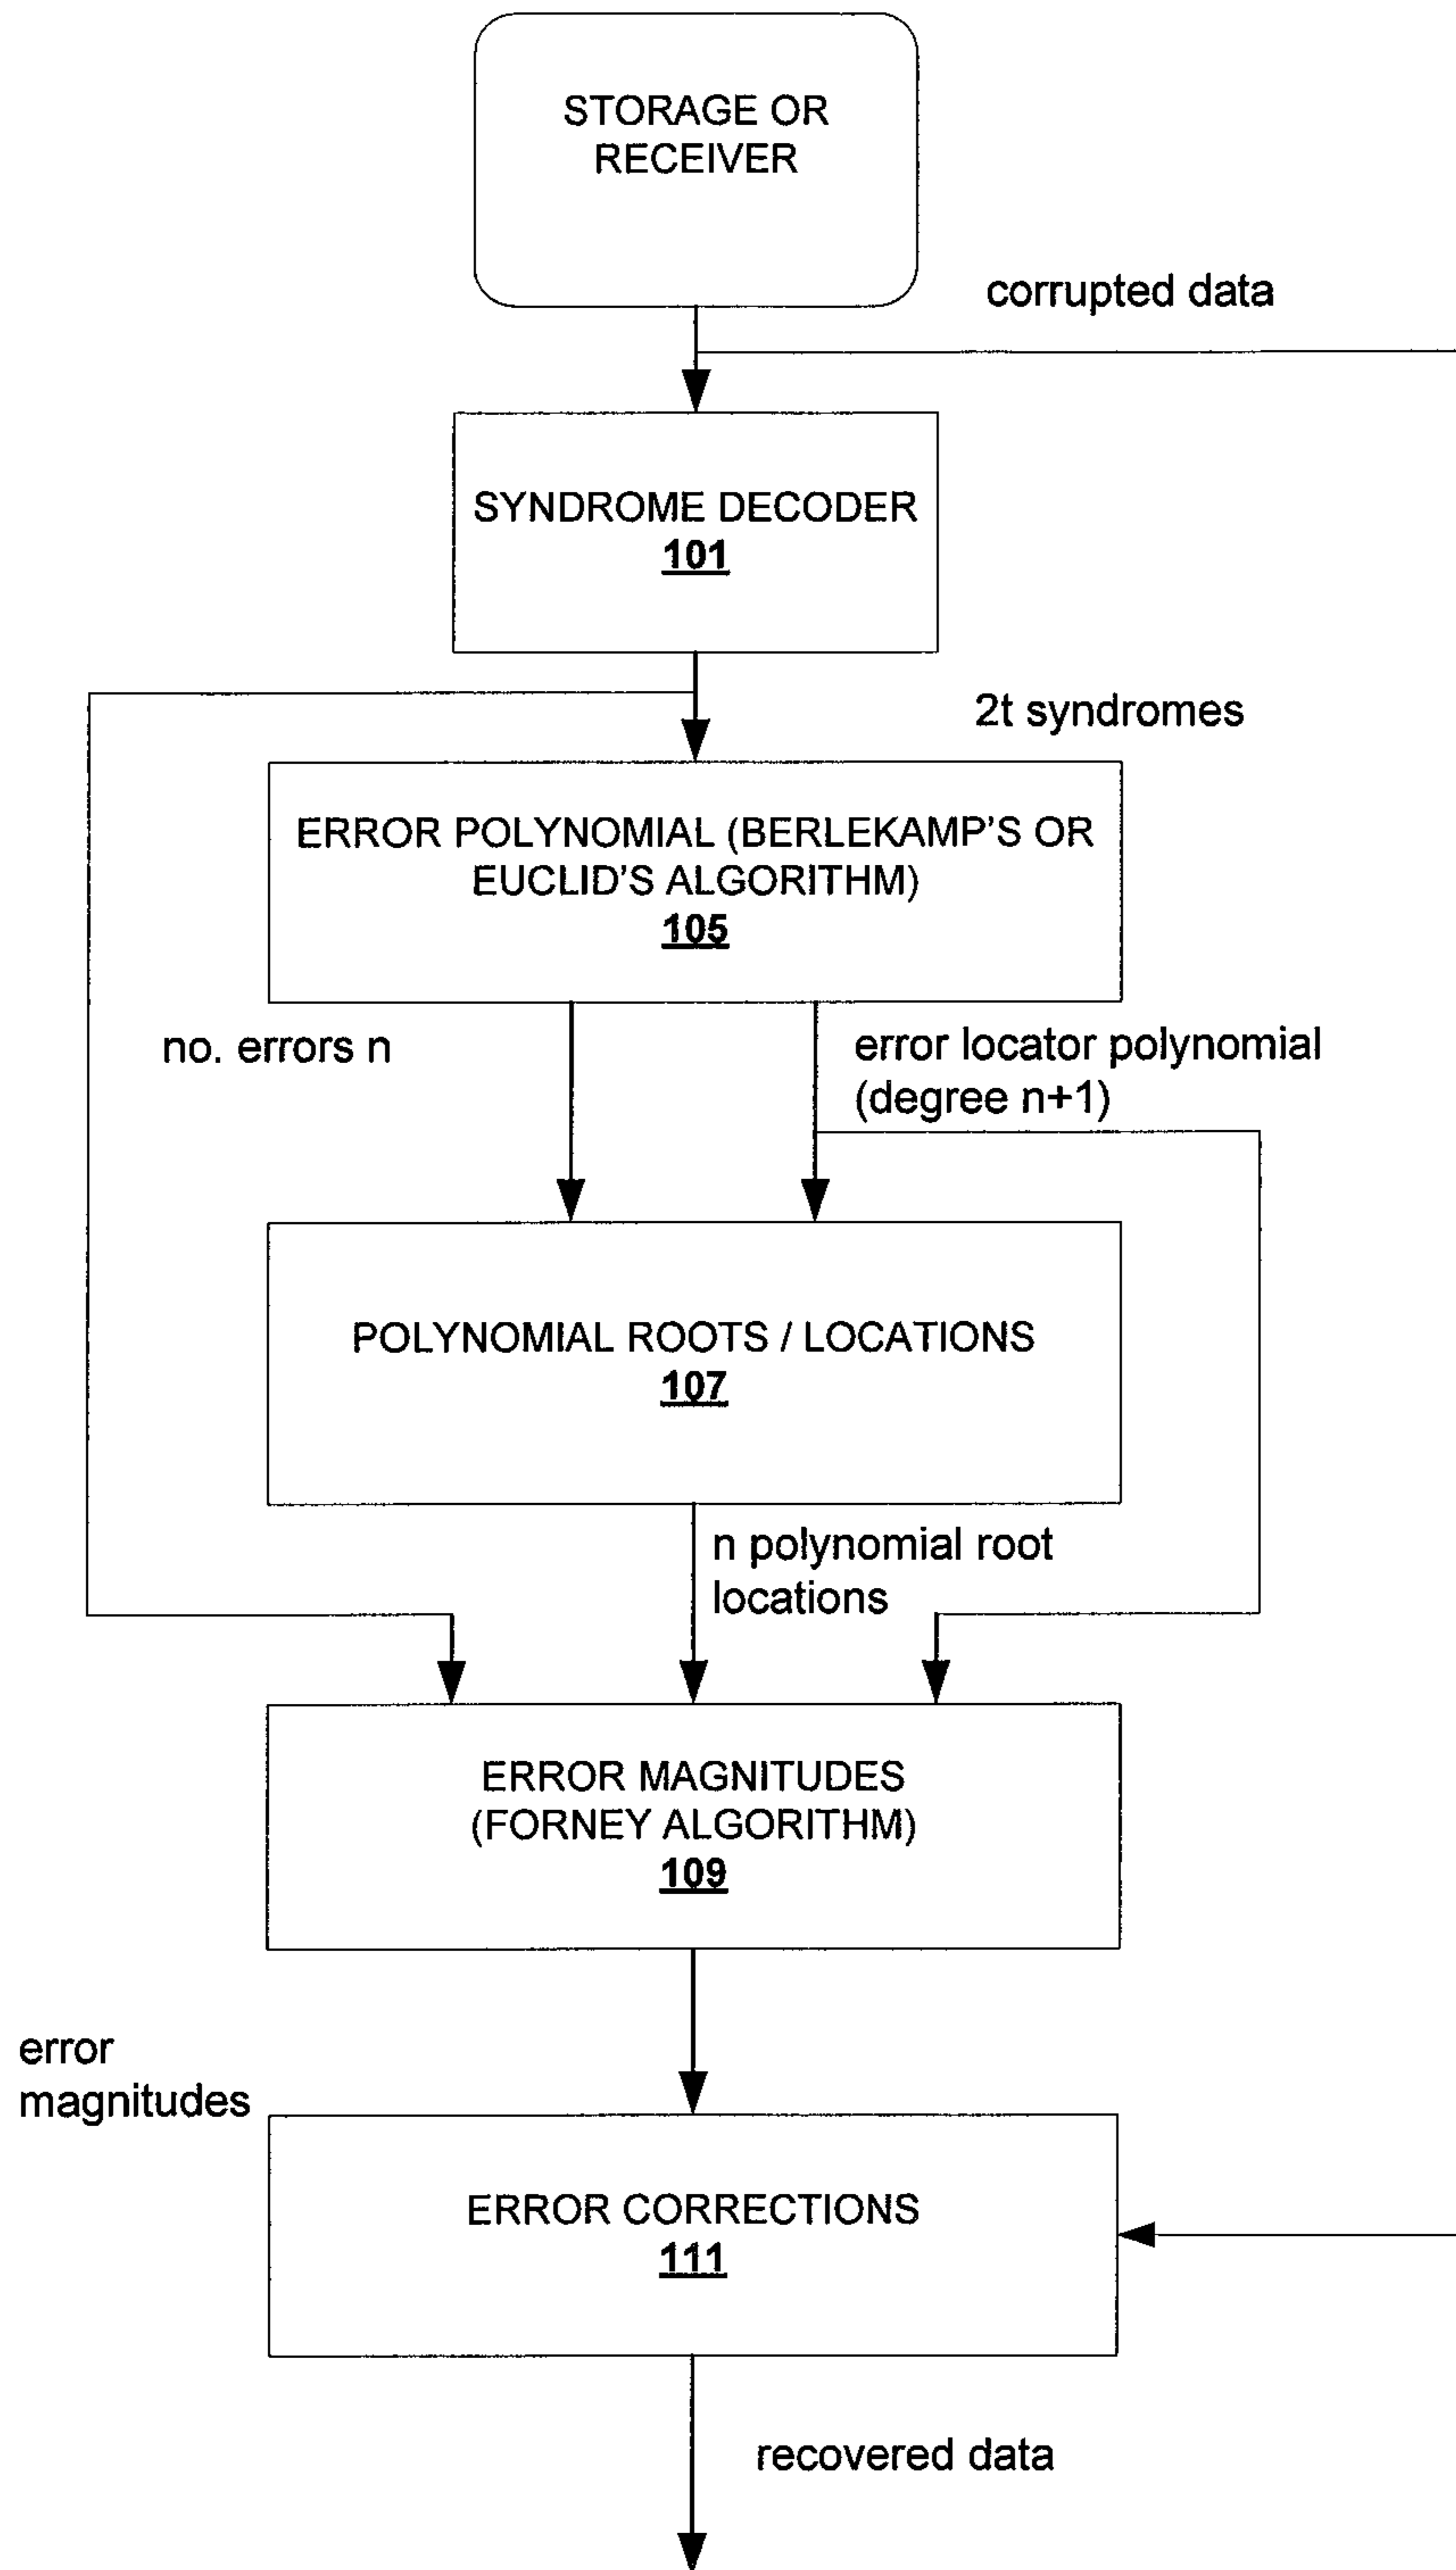 STORAGE OR
RECEIVER
corrupted data
SYNDROME DECODER
101
2t syndromes
ERROR POLYNOMIAL (BERLEKAMP'S OR
EUCLID'S ALGORITHM)
105
no. errors n
error locator polynomial
(degree n+1)
POLYNOMIAL ROOTS / LOCATIONS
107
n polynomial root
locations
ERROR MAGNITUDES
(FORNEY ALGORITHM)
109
error
magnitudes
ERROR CORRECTIONS
111
recovered data